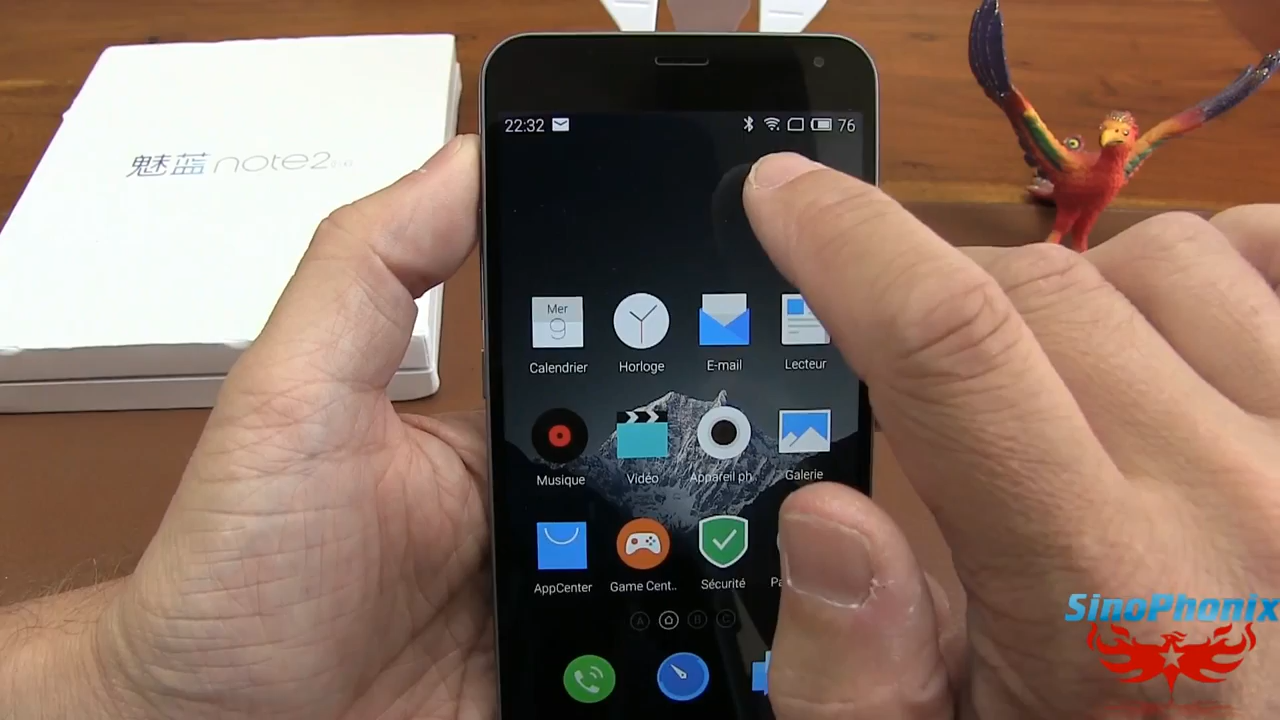 魅蓝 note2
22:32
76
Mer
9
Calendrier
Horloge
E-mail
Lecteur
Musique
Vidéo
Appareil ph..
Galerie
AppCenter
Game Cent..
Sécurité
A
B
C
SinoPhonix